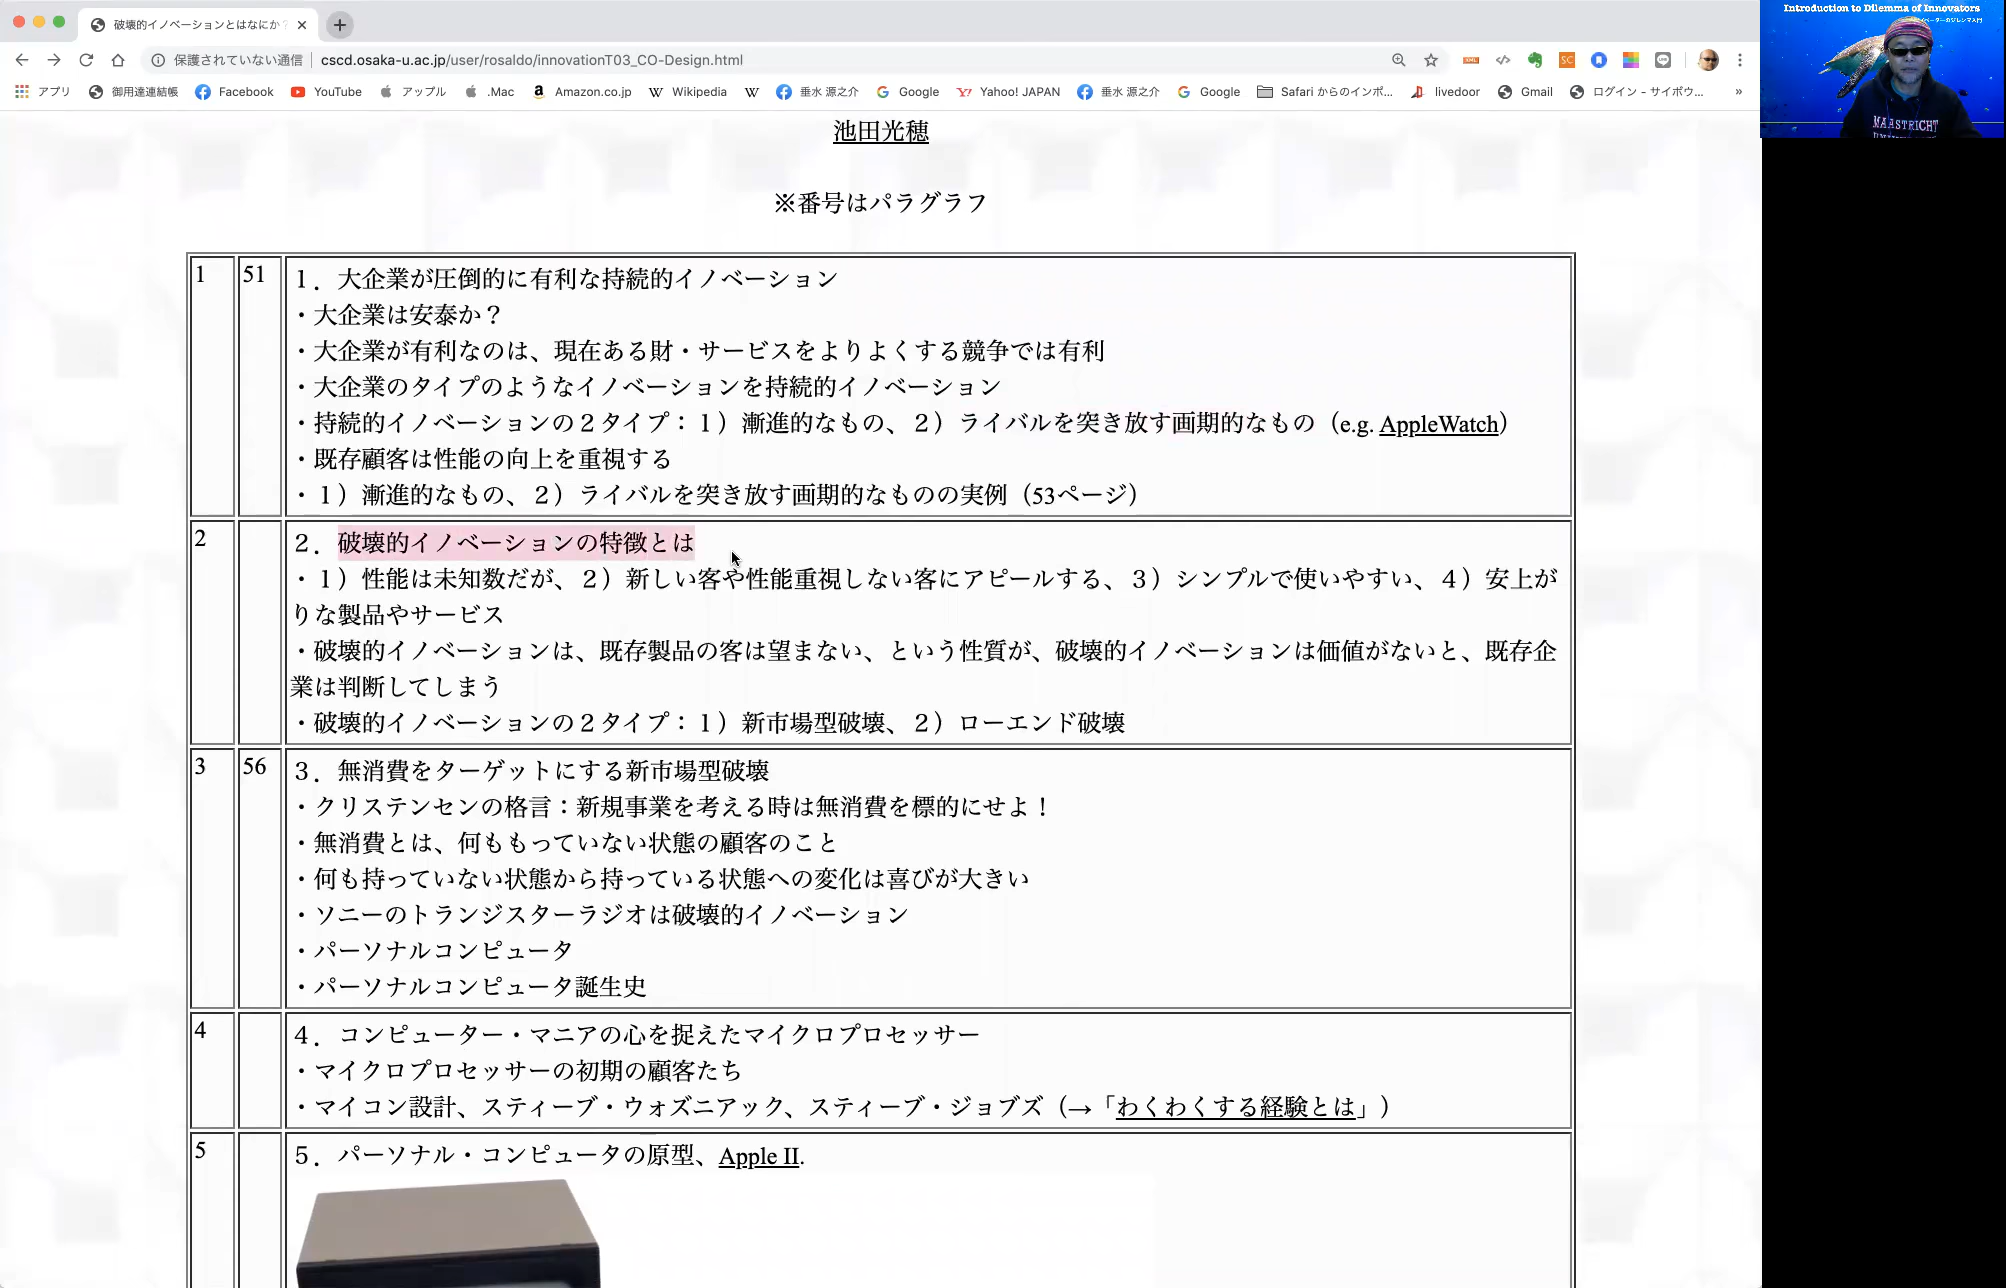 破壊的イノベーションとはなにか
保護されていない通信 | cscd.osaka-u.ac.jp/user/rosaldo/innovationT03_CO-Design.html
アプリ 御用達連結帳 Facebook YouTube アップル .Mac Amazon.co.jp Wikipedia 垂水 源之介 Google Yahoo! JAPAN 垂水 源之介 Google Safari からのインポ... livedoor Gmail ログイン - サイボウ... »
Introduction to Dilemma of Innovators
MAASTRICHT
池田光穂
※番号はパラグラフ
1 51 1．大企業が圧倒的に有利な持続的イノベーション
・大企業は安泰か？
・大企業が有利なのは、現在ある財・サービスをよりよくする競争では有利
・大企業のタイプのようなイノベーションを持続的イノベーション
・持続的イノベーションの２タイプ：１）漸進的なもの、２）ライバルを突き放す画期的なもの（e.g. AppleWatch）
・既存顧客は性能の向上を重視する
・１）漸進的なもの、２）ライバルを突き放す画期的なものの実例（53ページ）
2 ２．破壊的イノベーションの特徴とは
・１）性能は未知数だが、２）新しい客や性能重視しない客にアピールする、３）シンプルで使いやすい、４）安上が
りな製品やサービス
・破壊的イノベーションは、既存製品の客は望まない、という性質が、破壊的イノベーションは価値がないと、既存企
業は判断してしまう
・破壊的イノベーションの２タイプ：１）新市場型破壊、２）ローエンド破壊
3 56 ３．無消費をターゲットにする新市場型破壊
・クリステンセンの格言：新規事業を考える時は無消費を標的にせよ！
・無消費とは、何ももっていない状態の顧客のこと
・何も持っていない状態から持っている状態への変化は喜びが大きい
・ソニーのトランジスターラジオは破壊的イノベーション
・パーソナルコンピュータ
・パーソナルコンピュータ誕生史
4 ４．コンピューター・マニアの心を捉えたマイクロプロセッサー
・マイクロプロセッサーの初期の顧客たち
・マイコン設計、スティーブ・ウォズニアック、スティーブ・ジョブズ（→「わくわくする経験とは」）
5 ５．パーソナル・コンピュータの原型、Apple II.